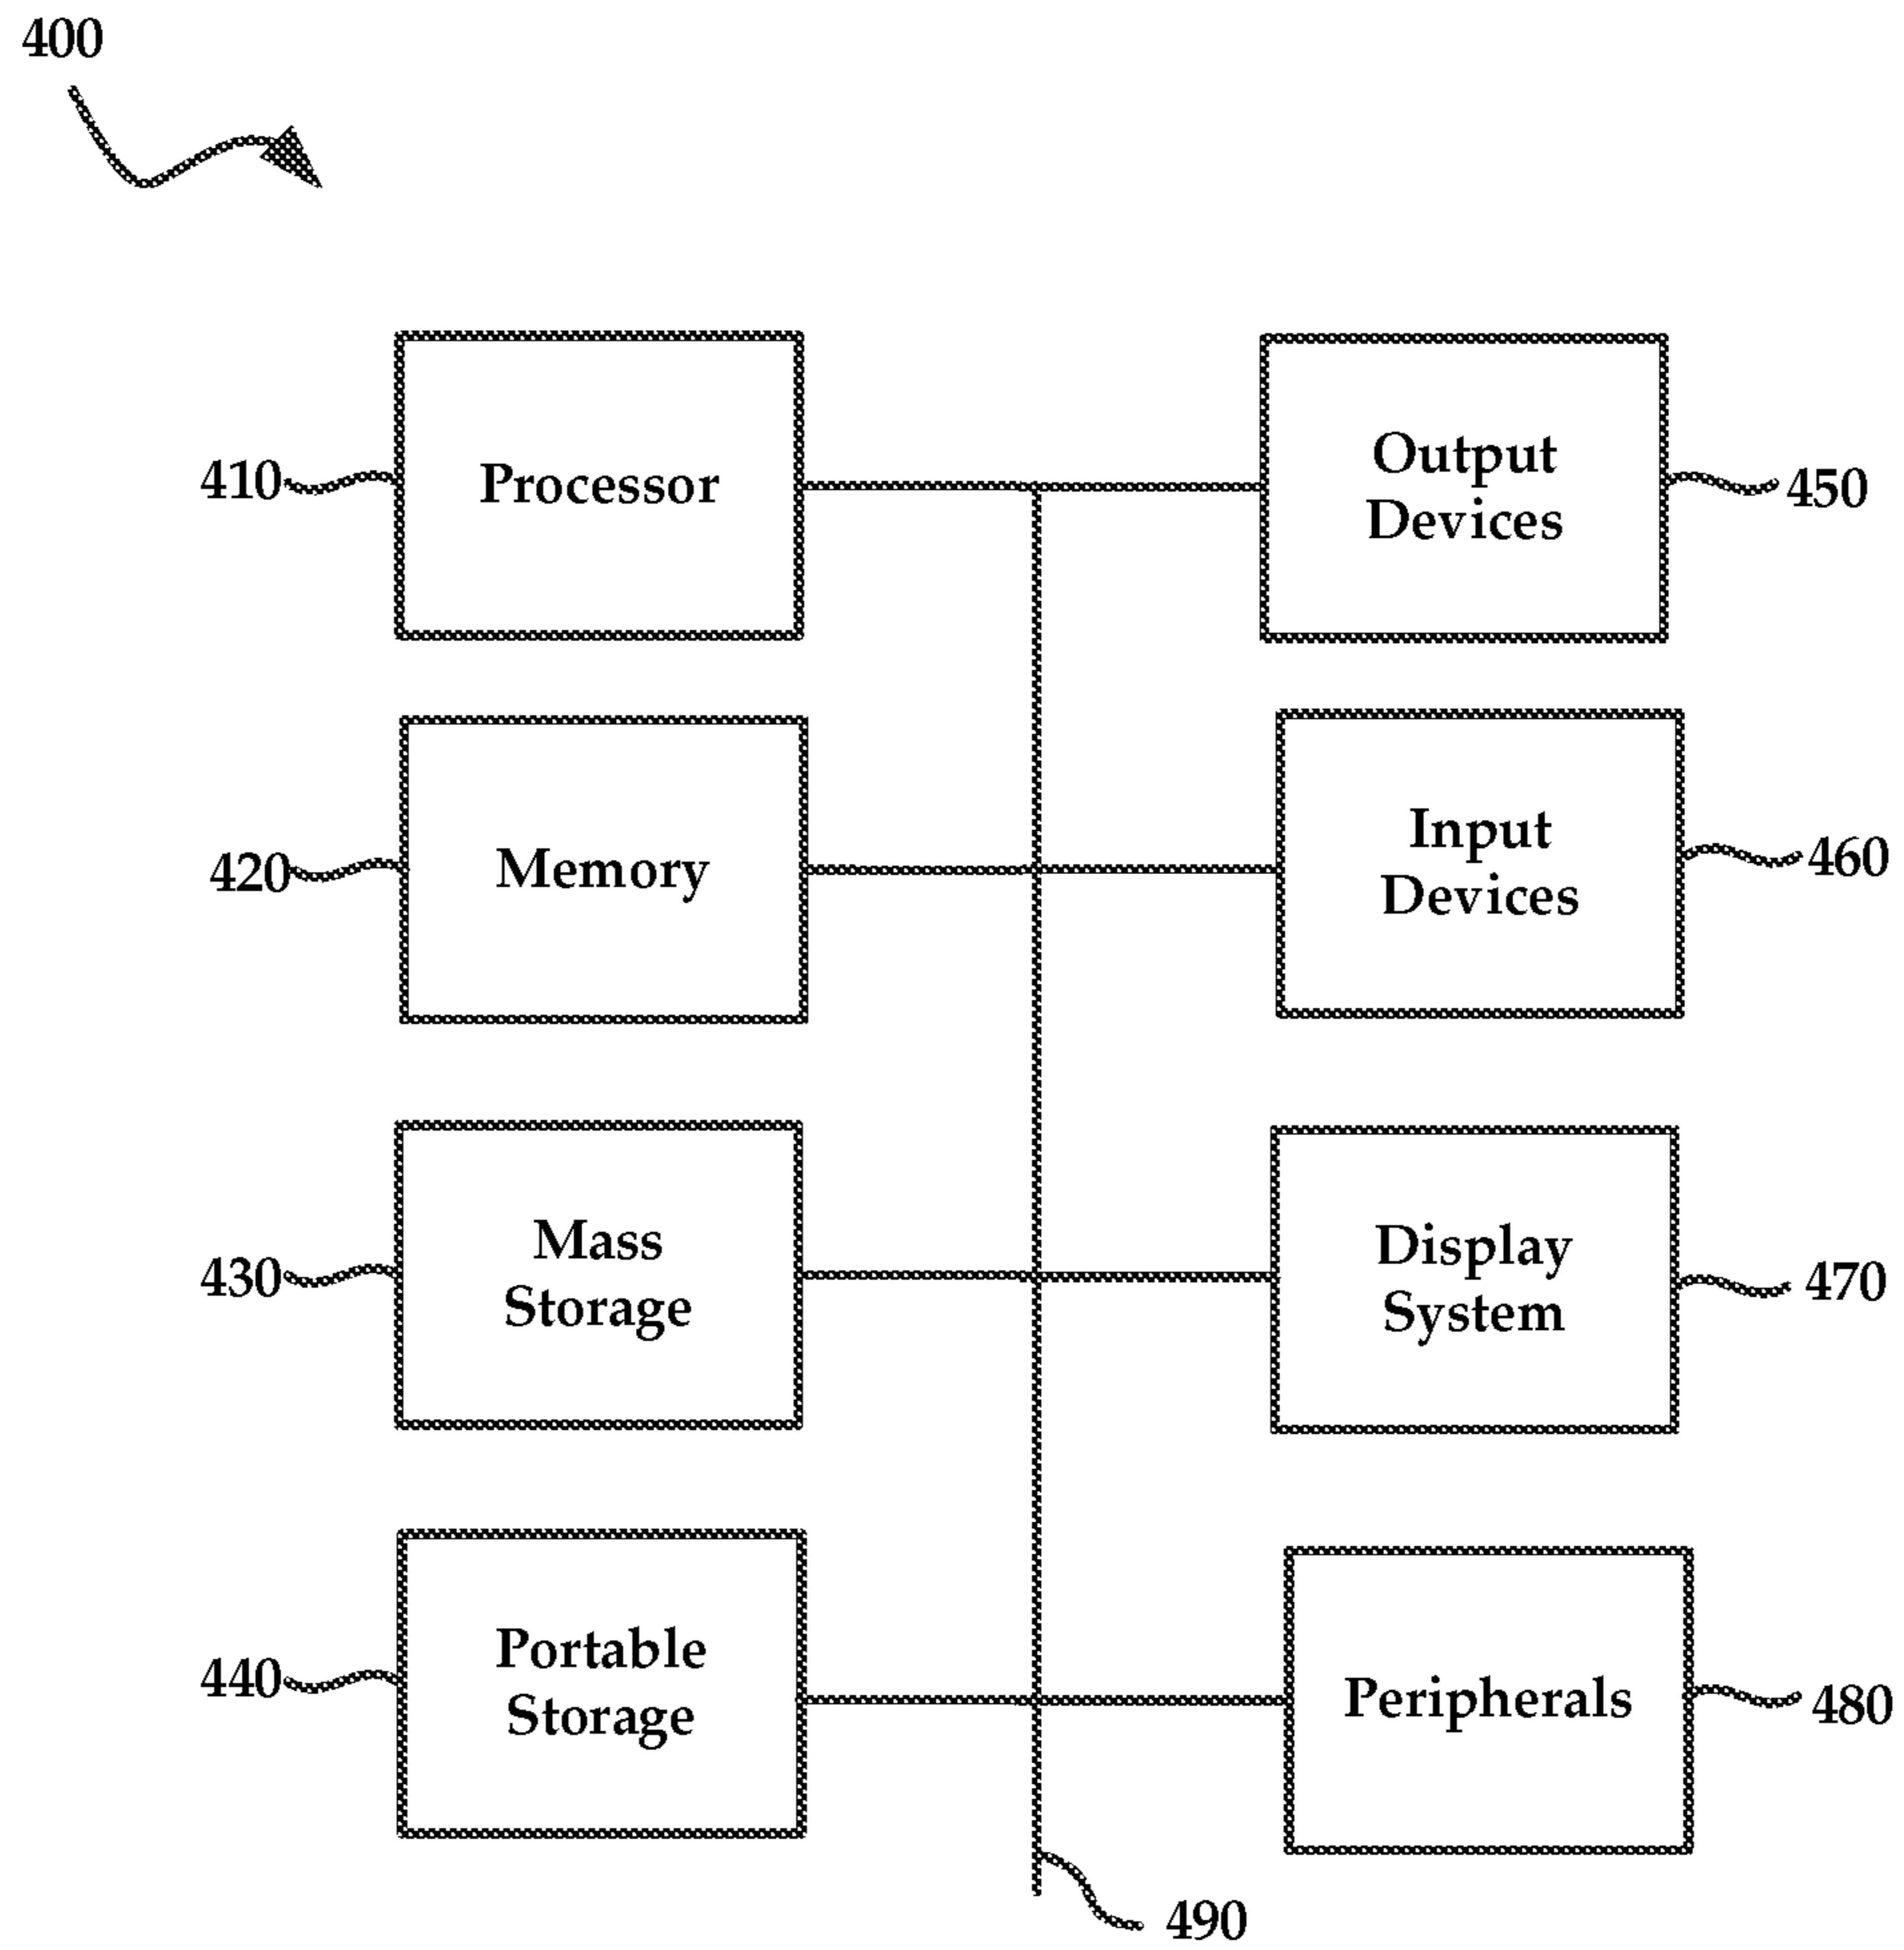 400
410
Processor
Output
Devices
450
420
Memory
Input
Devices
460
430
Mass
Storage
Display
System
470
440
Portable
Storage
Peripherals
480
490